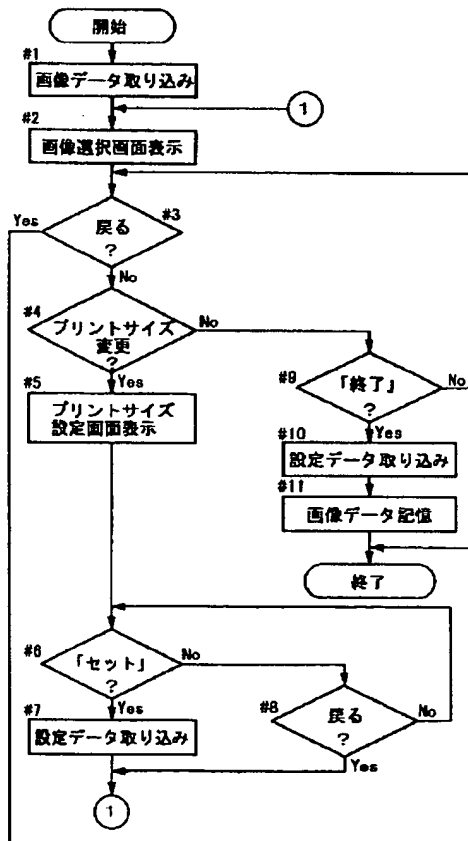 開始
#1
画像データ取り込み
1
#2
画像選択画面表示
#3
Yes
戻る
?
No
#4
プリントサイズ
変更
?
No
Yes
#5
プリントサイズ
設定画面表示
#9
「終了」
?
No
Yes
#10
設定データ取り込み
#11
画像データ記憶
終了
#6
「セット」
?
No
Yes
#7
設定データ取り込み
#8
戻る
?
No
Yes
1